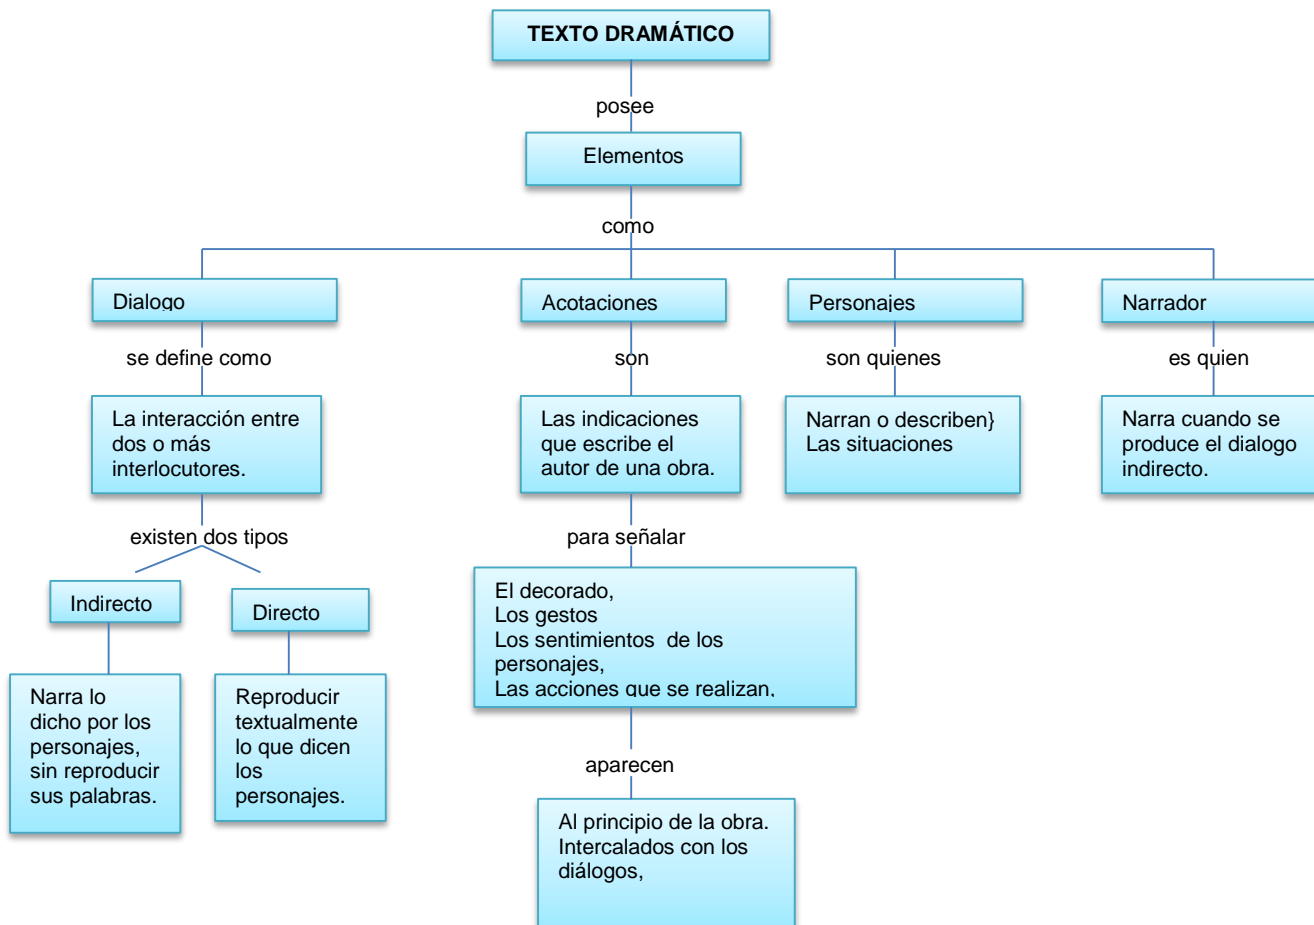 TEXTO DRAMÁTICO
posee
Elementos
como
Dialogo
Acotaciones
Personajes
Narrador
se define como
son
son quienes
es quien
La interacción entre
dos o más
interlocutores.
Las indicaciones
que escribe el
autor de una obra.
Narran o describen}
Las situaciones
Narra cuando se
produce el dialogo
indirecto.
existen dos tipos
para señalar
Indirecto
Directo
El decorado,
Los gestos
Los sentimientos de los
personajes,
Las acciones que se realizan,
Narra lo
dicho por los
personajes,
sin reproducir
sus palabras.
Reproducir
textualmente
lo que dicen
los
personajes.
aparecen
Al principio de la obra.
Intercalados con los
diálogos,